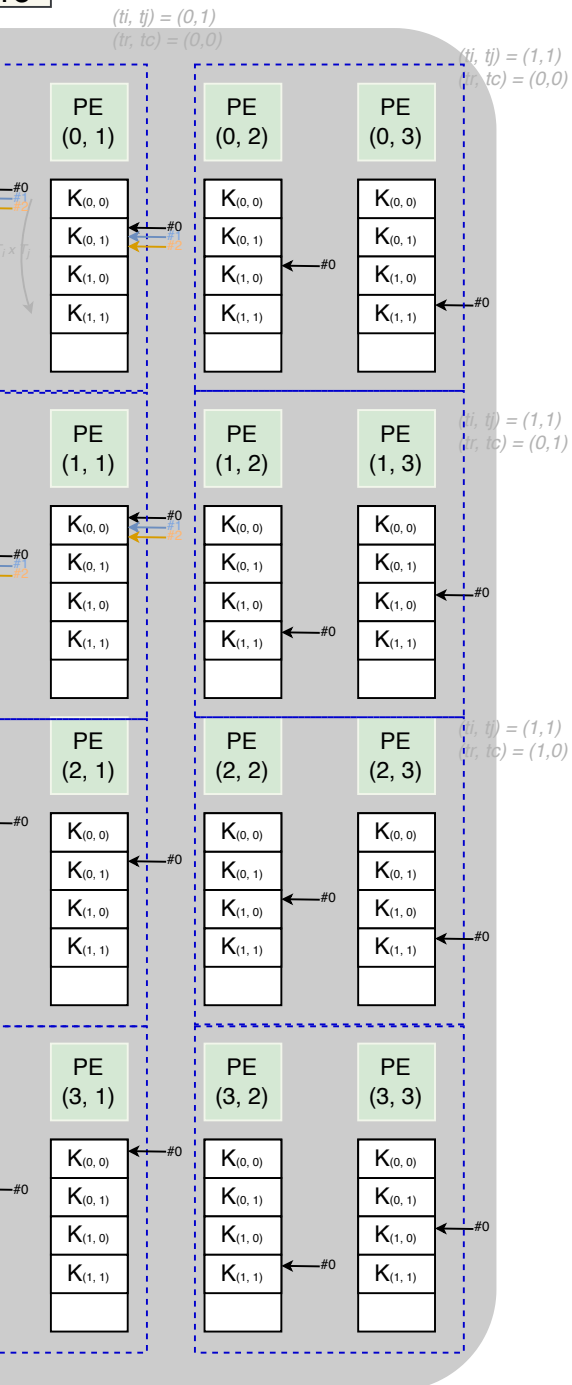 (ti, tj) = (0,1)
(tr, tc) = (0,0)
(ti, tj) = (1,1)
(tr, tc) = (0,0)
PE
(0, 1)
PE
(0, 2)
PE
(0, 3)
#0
#1
#2
K(0, 0)
K(0, 1)
K(1, 0)
K(1, 1)
#0
#1
#2
K(0, 0)
K(0, 1)
K(1, 0)
K(1, 1)
#0
K(0, 0)
K(0, 1)
K(1, 0)
K(1, 1)
#0
(ti, tj) = (1,1)
(tr, tc) = (0,1)
PE
(1, 1)
PE
(1, 2)
PE
(1, 3)
#0
#1
#2
K(0, 0)
K(0, 1)
K(1, 0)
K(1, 1)
#0
#1
#2
K(0, 0)
K(0, 1)
K(1, 0)
K(1, 1)
#0
K(0, 0)
K(0, 1)
K(1, 0)
K(1, 1)
#0
(ti, tj) = (1,1)
(tr, tc) = (1,0)
PE
(2, 1)
PE
(2, 2)
PE
(2, 3)
#0
K(0, 0)
K(0, 1)
K(1, 0)
K(1, 1)
#0
K(0, 0)
K(0, 1)
K(1, 0)
K(1, 1)
#0
K(0, 0)
K(0, 1)
K(1, 0)
K(1, 1)
#0
PE
(3, 1)
PE
(3, 2)
PE
(3, 3)
#0
K(0, 0)
K(0, 1)
K(1, 0)
K(1, 1)
#0
K(0, 0)
K(0, 1)
K(1, 0)
K(1, 1)
#0
K(0, 0)
K(0, 1)
K(1, 0)
K(1, 1)
#0